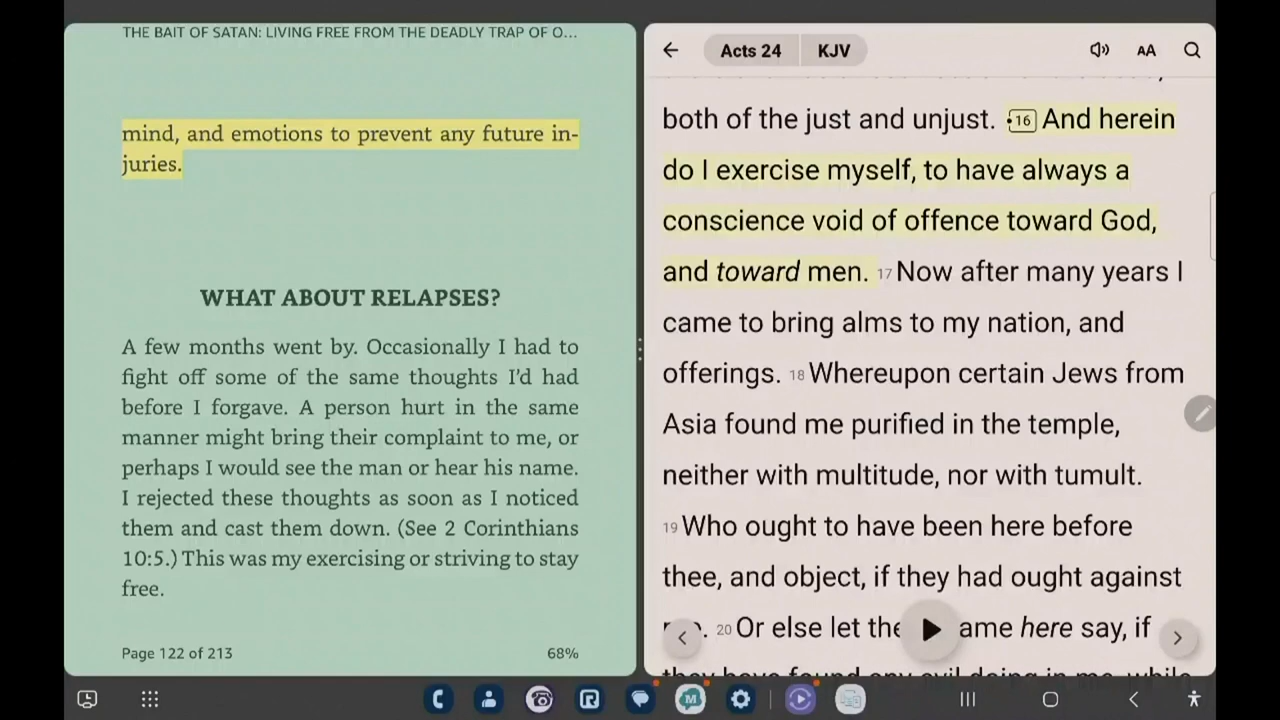 THE BAIT OF SATAN: LIVING FREE FROM THE DEADLY TRAP OF O...
mind, and emotions to prevent any future in-
juries.
WHAT ABOUT RELAPSES?
A few months went by. Occasionally I had to
fight off some of the same thoughts I'd had
before I forgave. A person hurt in the same
manner might bring their complaint to me, or
perhaps I would see the man or hear his name.
I rejected these thoughts as soon as I noticed
them and cast them down. (See 2 Corinthians
10:5.) This was my exercising or striving to stay
free.
Page 122 of 213 68%
Acts 24 KJV AA
both of the just and unjust. 16 And herein
do I exercise myself, to have always a
conscience void of offence toward God,
and toward men. 17 Now after many years I
came to bring alms to my nation, and
offerings. 18 Whereupon certain Jews from
Asia found me purified in the temple,
neither with multitude, nor with tumult.
19 Who ought to have been here before
thee, and object, if they had ought against
20 Or else let ame here say, if
they have found any evil doing in me, while